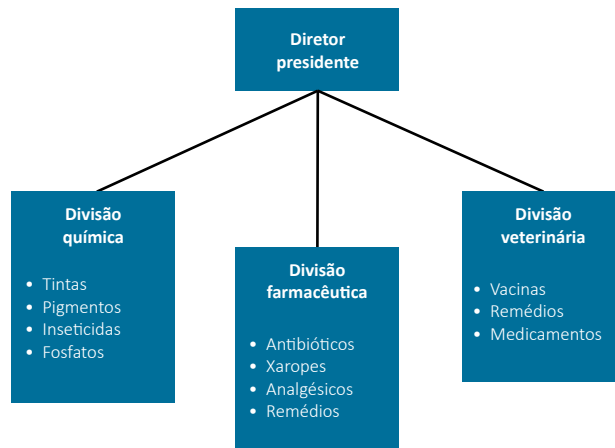 Diretor
presidente
Divisão
química
• Tintas
• Pigmentos
• Inseticidas
• Fosfatos
Divisão
farmacêutica
• Antibióticos
• Xaropes
• Analgésicos
• Remédios
Divisão
veterinária
• Vacinas
• Remédios
• Medicamentos